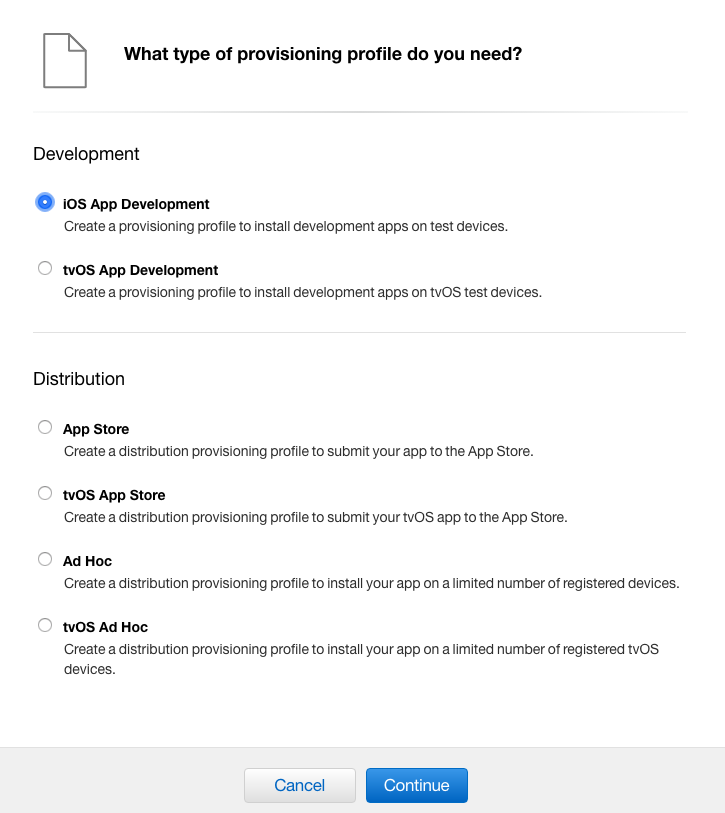 What type of provisioning profile do you need?
Development
iOS App Development
Create a provisioning profile to install development apps on test devices.
tvOS App Development
Create a provisioning profile to install development apps on tvOS test devices.
Distribution
App Store
Create a distribution provisioning profile to submit your app to the App Store.
tvOS App Store
Create a distribution provisioning profile to submit your tvOS app to the App Store.
Ad Hoc
Create a distribution provisioning profile to install your app on a limited number of registered devices.
tvOS Ad Hoc
Create a distribution provisioning profile to install your app on a limited number of registered tvOS
devices.
Cancel
Continue